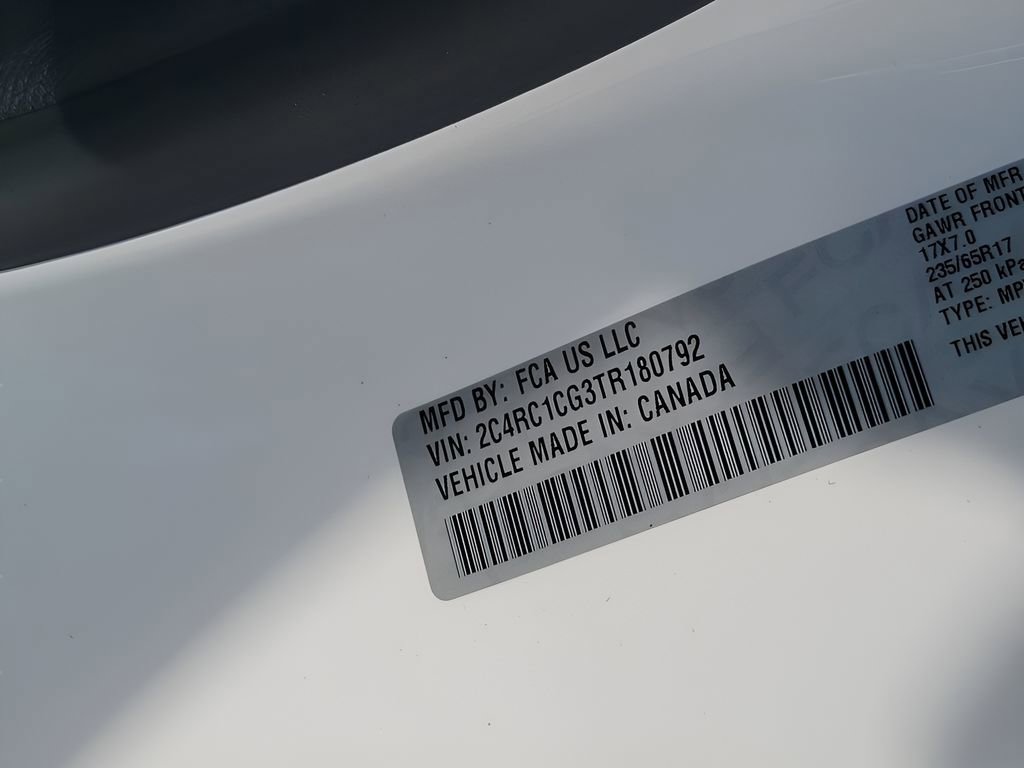 MFD BY: FCA US LLC
VIN: 2C4RC1CG3TR180792
VEHICLE MADE IN: CANADA
DATE OF MFR
GAWR FRONT
17X7.0
235/65R17
AT 250 kPa
TYPE: MP
THIS VEH